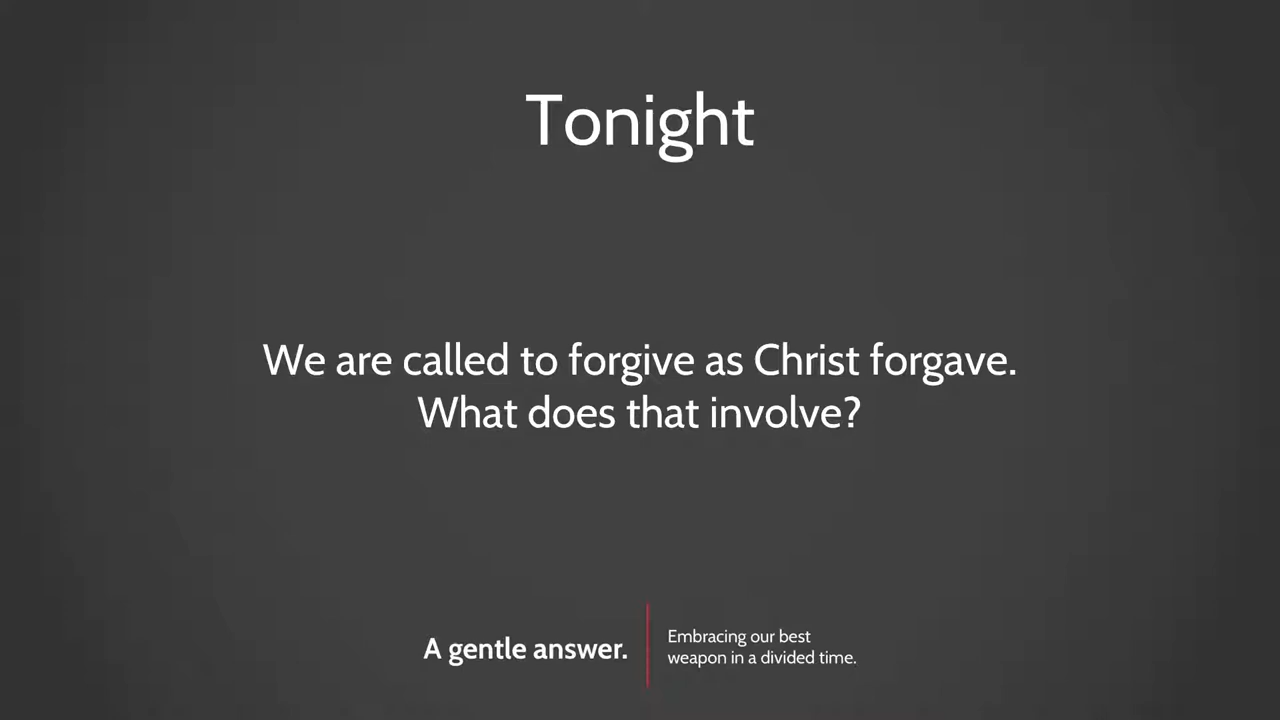 Tonight
We are called to forgive as Christ forgave.
What does that involve?
A gentle answer.
Embracing our best
weapon in a divided time.